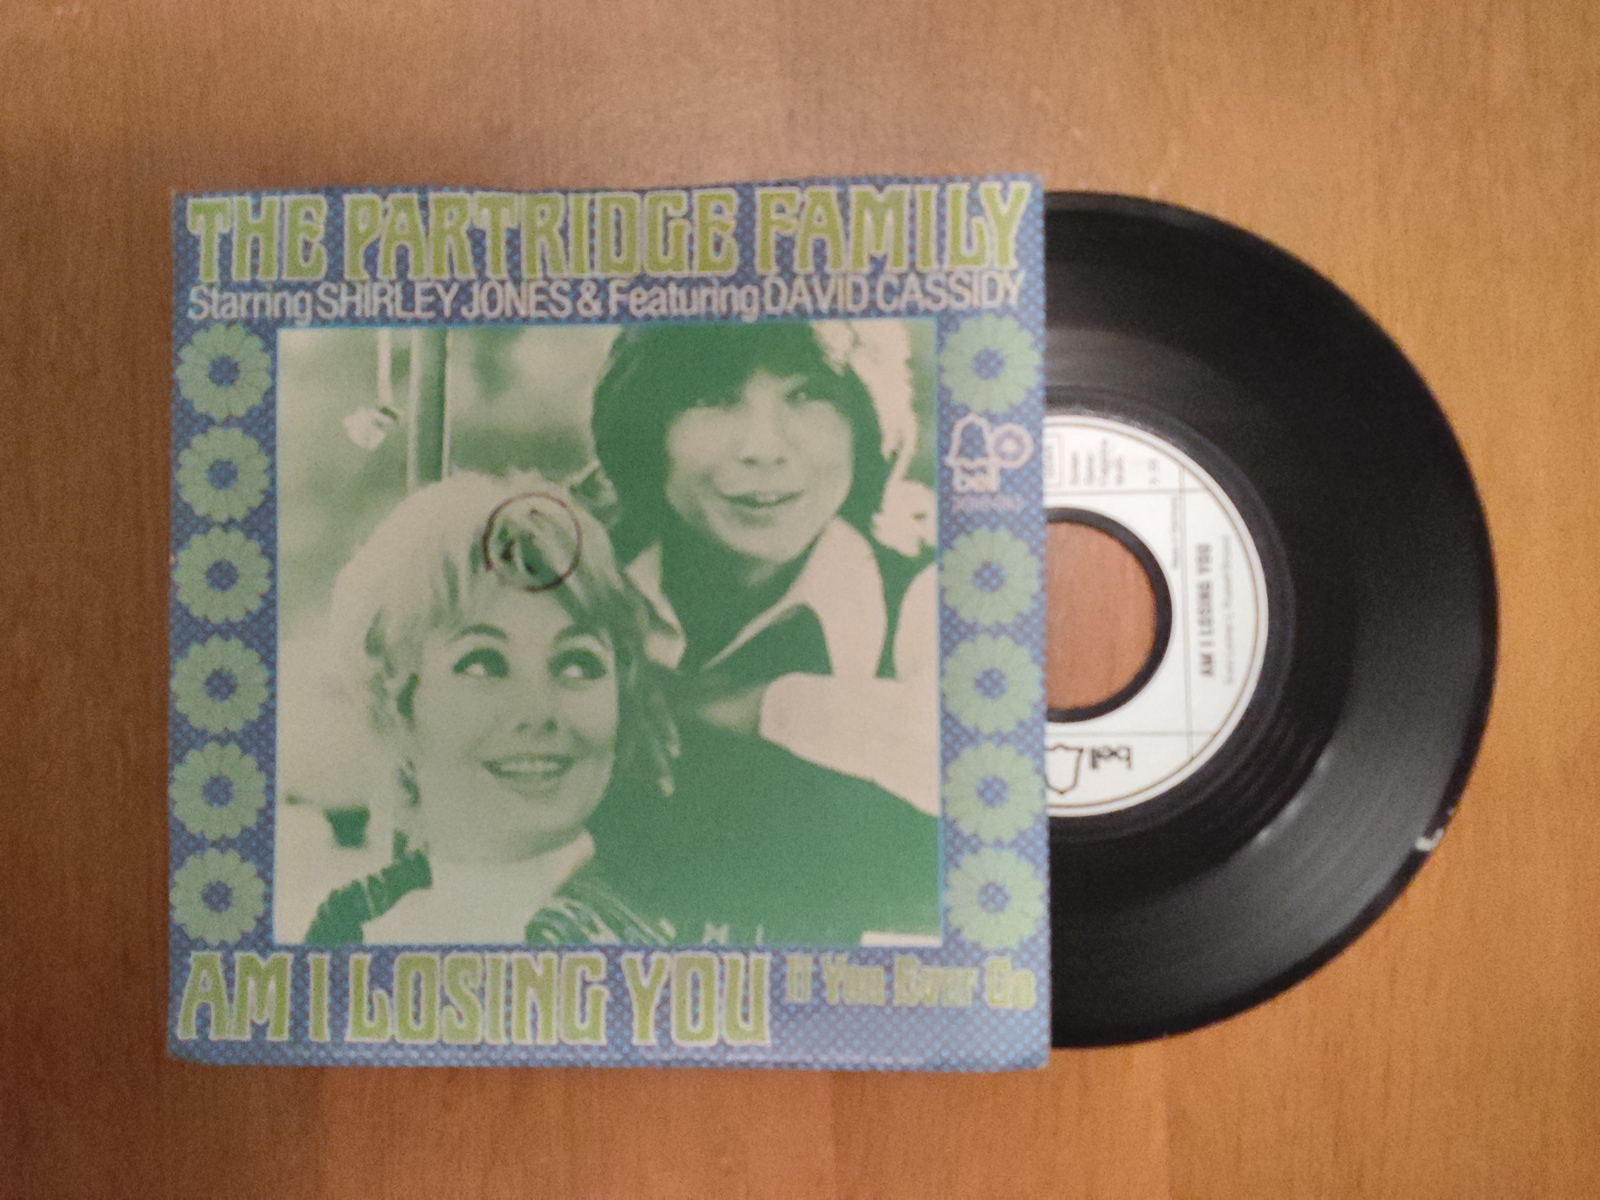 THE PARTRIDGE FAMILY
Starring SHIRLEY JONES & Featuring DAVID CASSIDY
bell
AM I LOSING YOU If You Ever Go
AM I LOSING YOU
bell